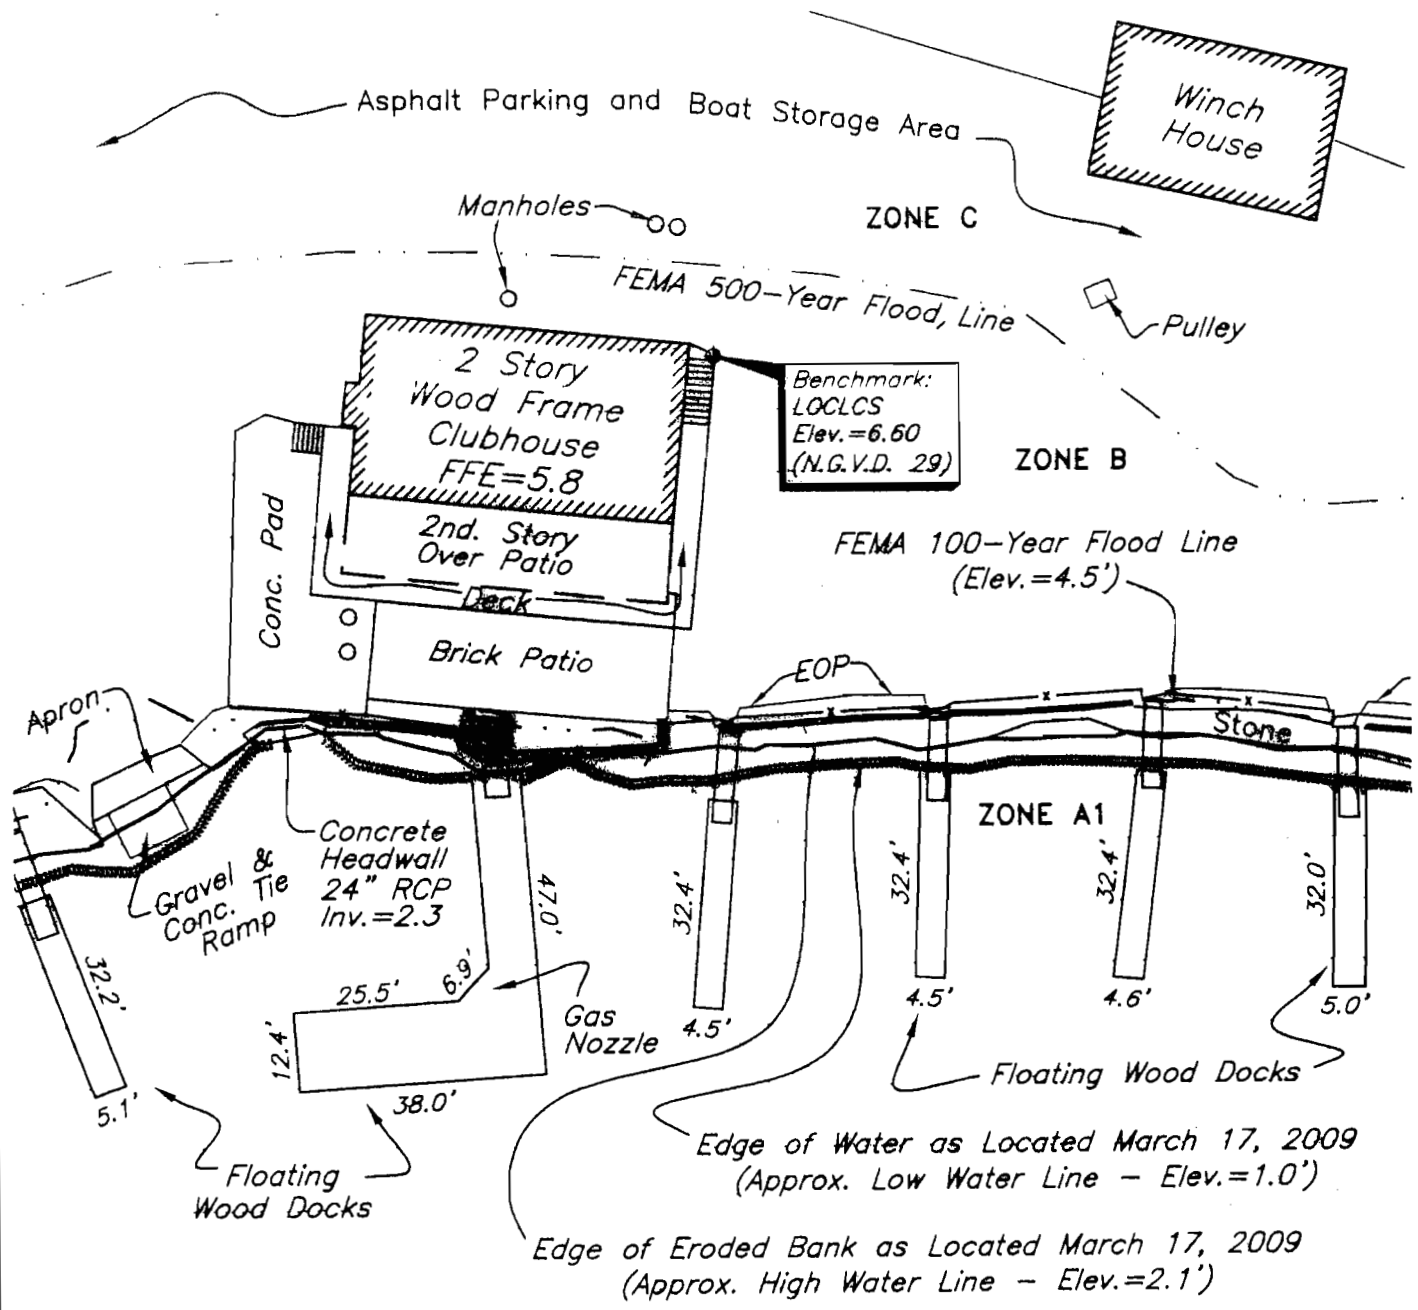 Asphalt Parking and Boat Storage Area
Winch
House
Manholes
ZONE C
FEMA 500-Year Flood Line
Pulley
2 Story
Wood Frame
Clubhouse
FFE=5.8
Benchmark:
LOCLCS
Elev.=6.60
(N.G.V.D. 29)
ZONE B
2nd. Story
Over Patio
Deck
Conc. Pad
FEMA 100-Year Flood Line
(Elev.=4.5')
Brick Patio
EOP
Apron
Stone
ZONE A1
Concrete
Headwall
24" RCP
Inv.=2.3
Gravel &
Conc. Tie
Ramp
47.0'
32.4'
32.4'
32.4'
32.0'
32.2'
6.9'
25.5'
12.4'
38.0'
Gas
Nozzle
4.5'
4.5'
4.6'
5.0'
5.1'
Floating Wood Docks
Floating
Wood Docks
Edge of Water as Located March 17, 2009
(Approx. Low Water Line - Elev.=1.0')
Edge of Eroded Bank as Located March 17, 2009
(Approx. High Water Line - Elev.=2.1')